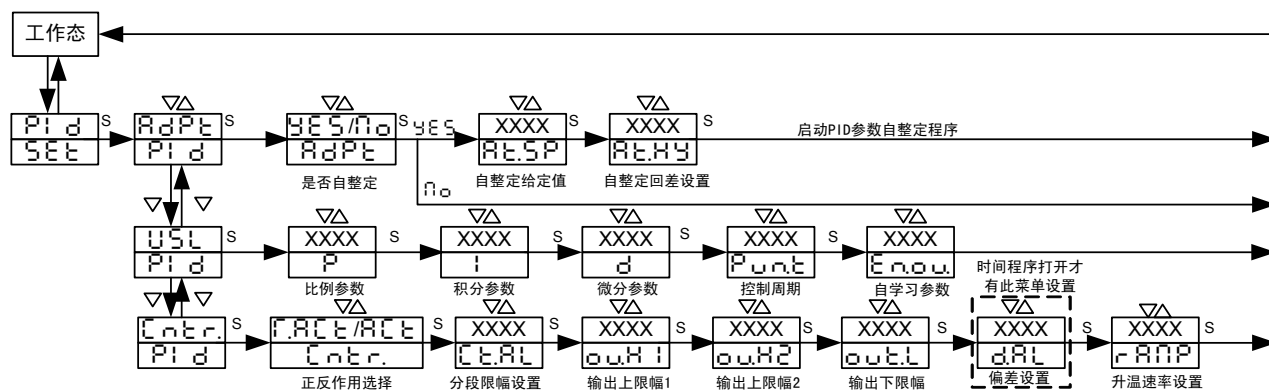 工作态
PId S AdPt S YES/No S YES XXXX S XXXX S 启动PID参数自整定程序
SEt PId AdPt At.SP At.HY
是否自整定 自整定给定值 自整定回差设置
No
USL S XXXX S XXXX S XXXX S XXXX S XXXX S
PId P I d Pun.t En.ou.
比例参数 积分参数 微分参数 控制周期 自学习参数
时间程序打开才
有此菜单设置
Cntr. S r.ACt/ACt S XXXX S XXXX S XXXX S XXXX S XXXX S XXXX S
PId Cntr. Ct.AL ou.H1 ou.H2 out.L d.AL rAMP
正反作用选择 分段限幅设置 输出上限幅1 输出上限幅2 输出下限幅 偏差设置 升温速率设置